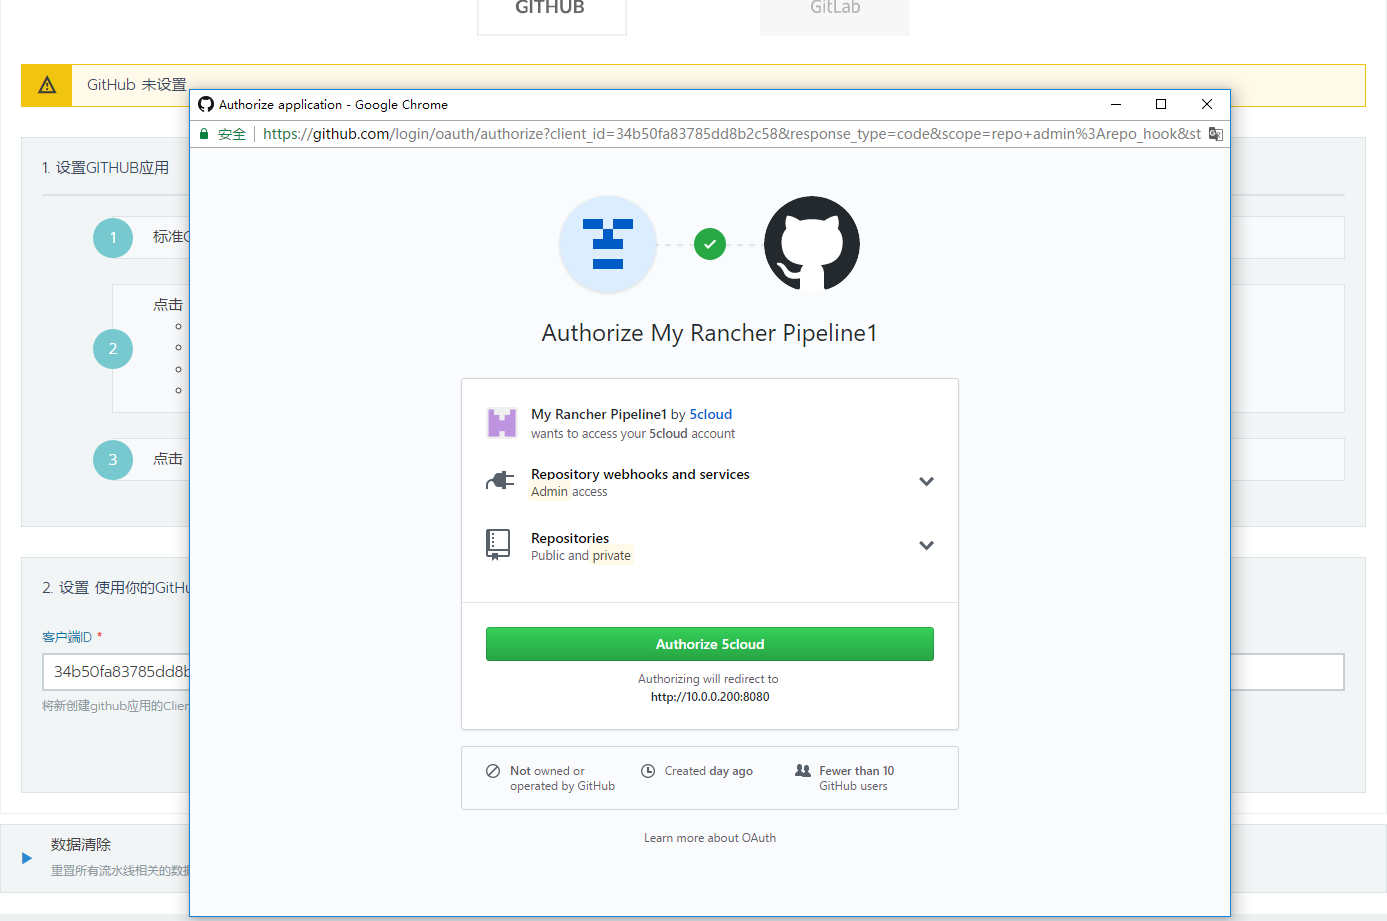 GITHUB
GitLab
GitHub 未设置
Authorize application - Google Chrome
安全
https://github.com/login/oauth/authorize?client_id=34b50fa83785dd8b2c58&response_type=code&scope=repo+admin%3Arepo_hook&st
1. 设置GITHUB应用
1
标准
2
点击
3
点击
Authorize My Rancher Pipeline1
My Rancher Pipeline1 by 5cloud
wants to access your 5cloud account
Repository webhooks and services
Admin access
Repositories
Public and private
Authorize 5cloud
Authorizing will redirect to
http://10.0.0.200:8080
Not owned or
operated by GitHub
Created day ago
Fewer than 10
GitHub users
Learn more about OAuth
2. 设置 使用你的GitHu
客户端ID *
34b50fa83785dd8b
将新创建github应用的Clien
数据清除
重置所有流水线相关的数据